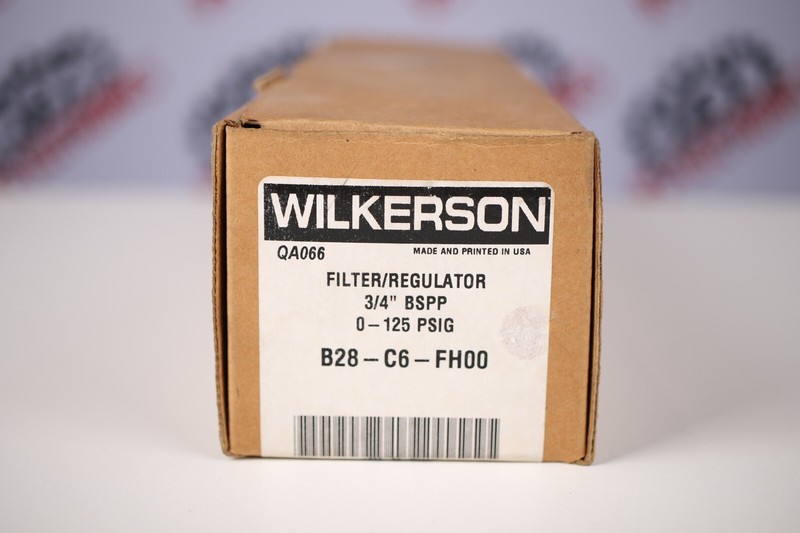 WILKERSON
QA066 MADE AND PRINTED IN USA
FILTER/REGULATOR
3/4" BSPP
0-125 PSIG
B28-C6-FH00